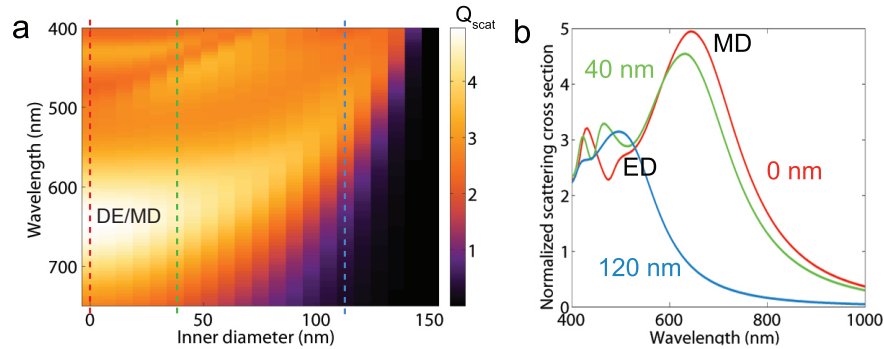 a
Q_scat
400
500
600
700
Wavelength (nm)
DE/MD
0
50
100
150
Inner diameter (nm)
4
3
2
1
b
5
4
3
2
1
0
Normalized scattering cross section
40 nm
MD
ED
0 nm
120 nm
400
600
800
1000
Wavelength (nm)